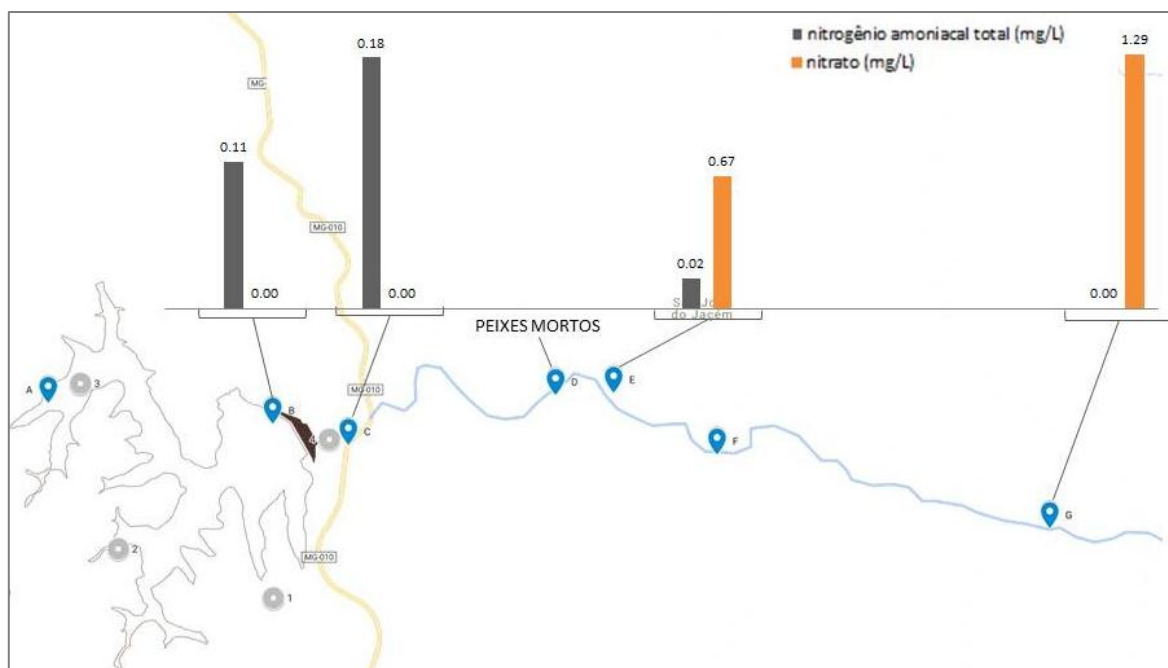 nitrogênio amoniacal total (mg/L)
nitrato (mg/L)
1.29
0.18
MG-
0.11
0.67
MG-010
0.02
0.00
0.00
0.00
do Jacém
PEIXES MORTOS
A
3
MG-010
D
E
B
4
C
F
G
2
MG-010
1